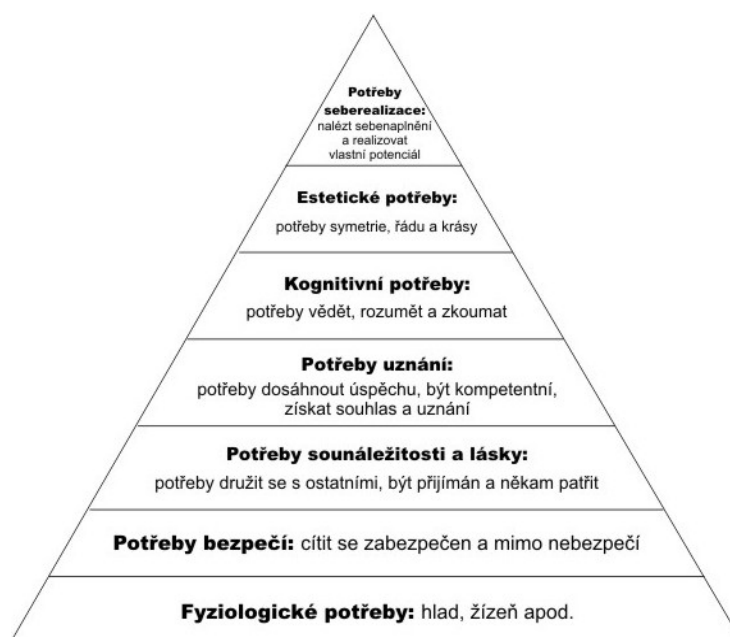 Potřeby
seberealizace:
nalézt sebenaplnění
a realizovat
vlastní potenciál
Estetické potřeby:
potřeby symetrie, řádu a krásy
Kognitivní potřeby:
potřeby vědět, rozumět a zkoumat
Potřeby uznání:
potřeby dosáhnout úspěchu, být kompetentní,
získat souhlas a uznání
Potřeby sounáležitosti a lásky:
potřeby družit se s ostatními, být přijímán a někam patřit
Potřeby bezpečí: cítit se zabezpečen a mimo nebezpečí
Fyziologické potřeby: hlad, žízeň apod.